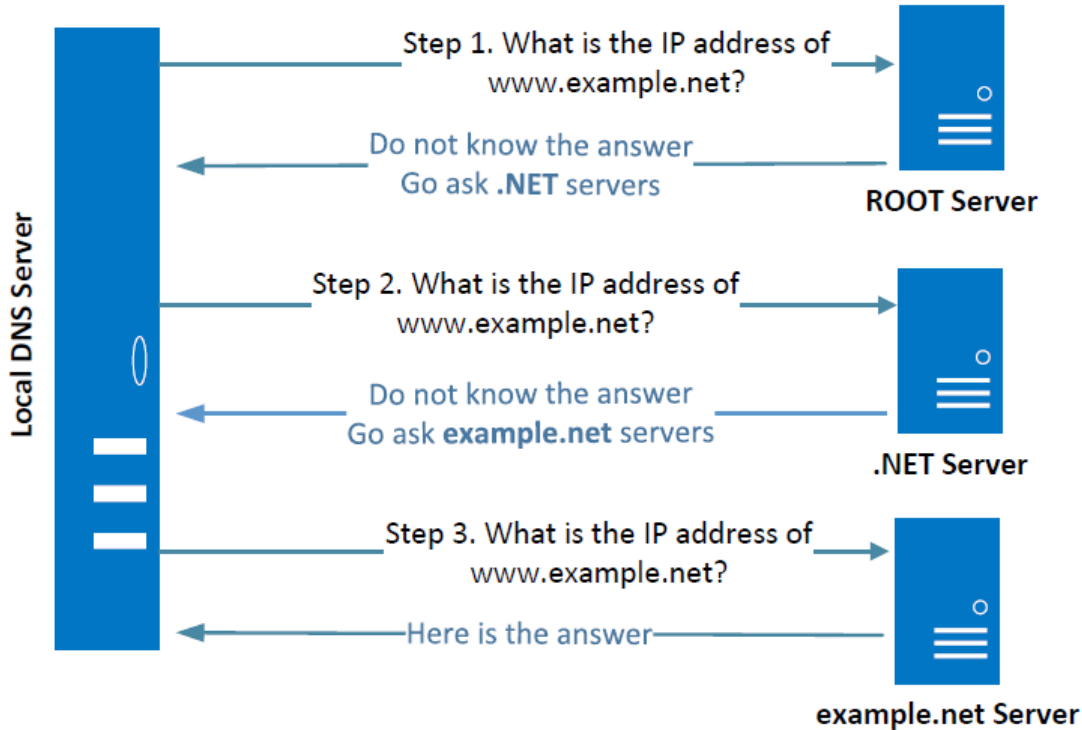 Local DNS Server
Step 1. What is the IP address of
www.example.net?
Do not know the answer
Go ask .NET servers
ROOT Server
Step 2. What is the IP address of
www.example.net?
Do not know the answer
Go ask example.net servers
.NET Server
Step 3. What is the IP address of
www.example.net?
Here is the answer
example.net Server